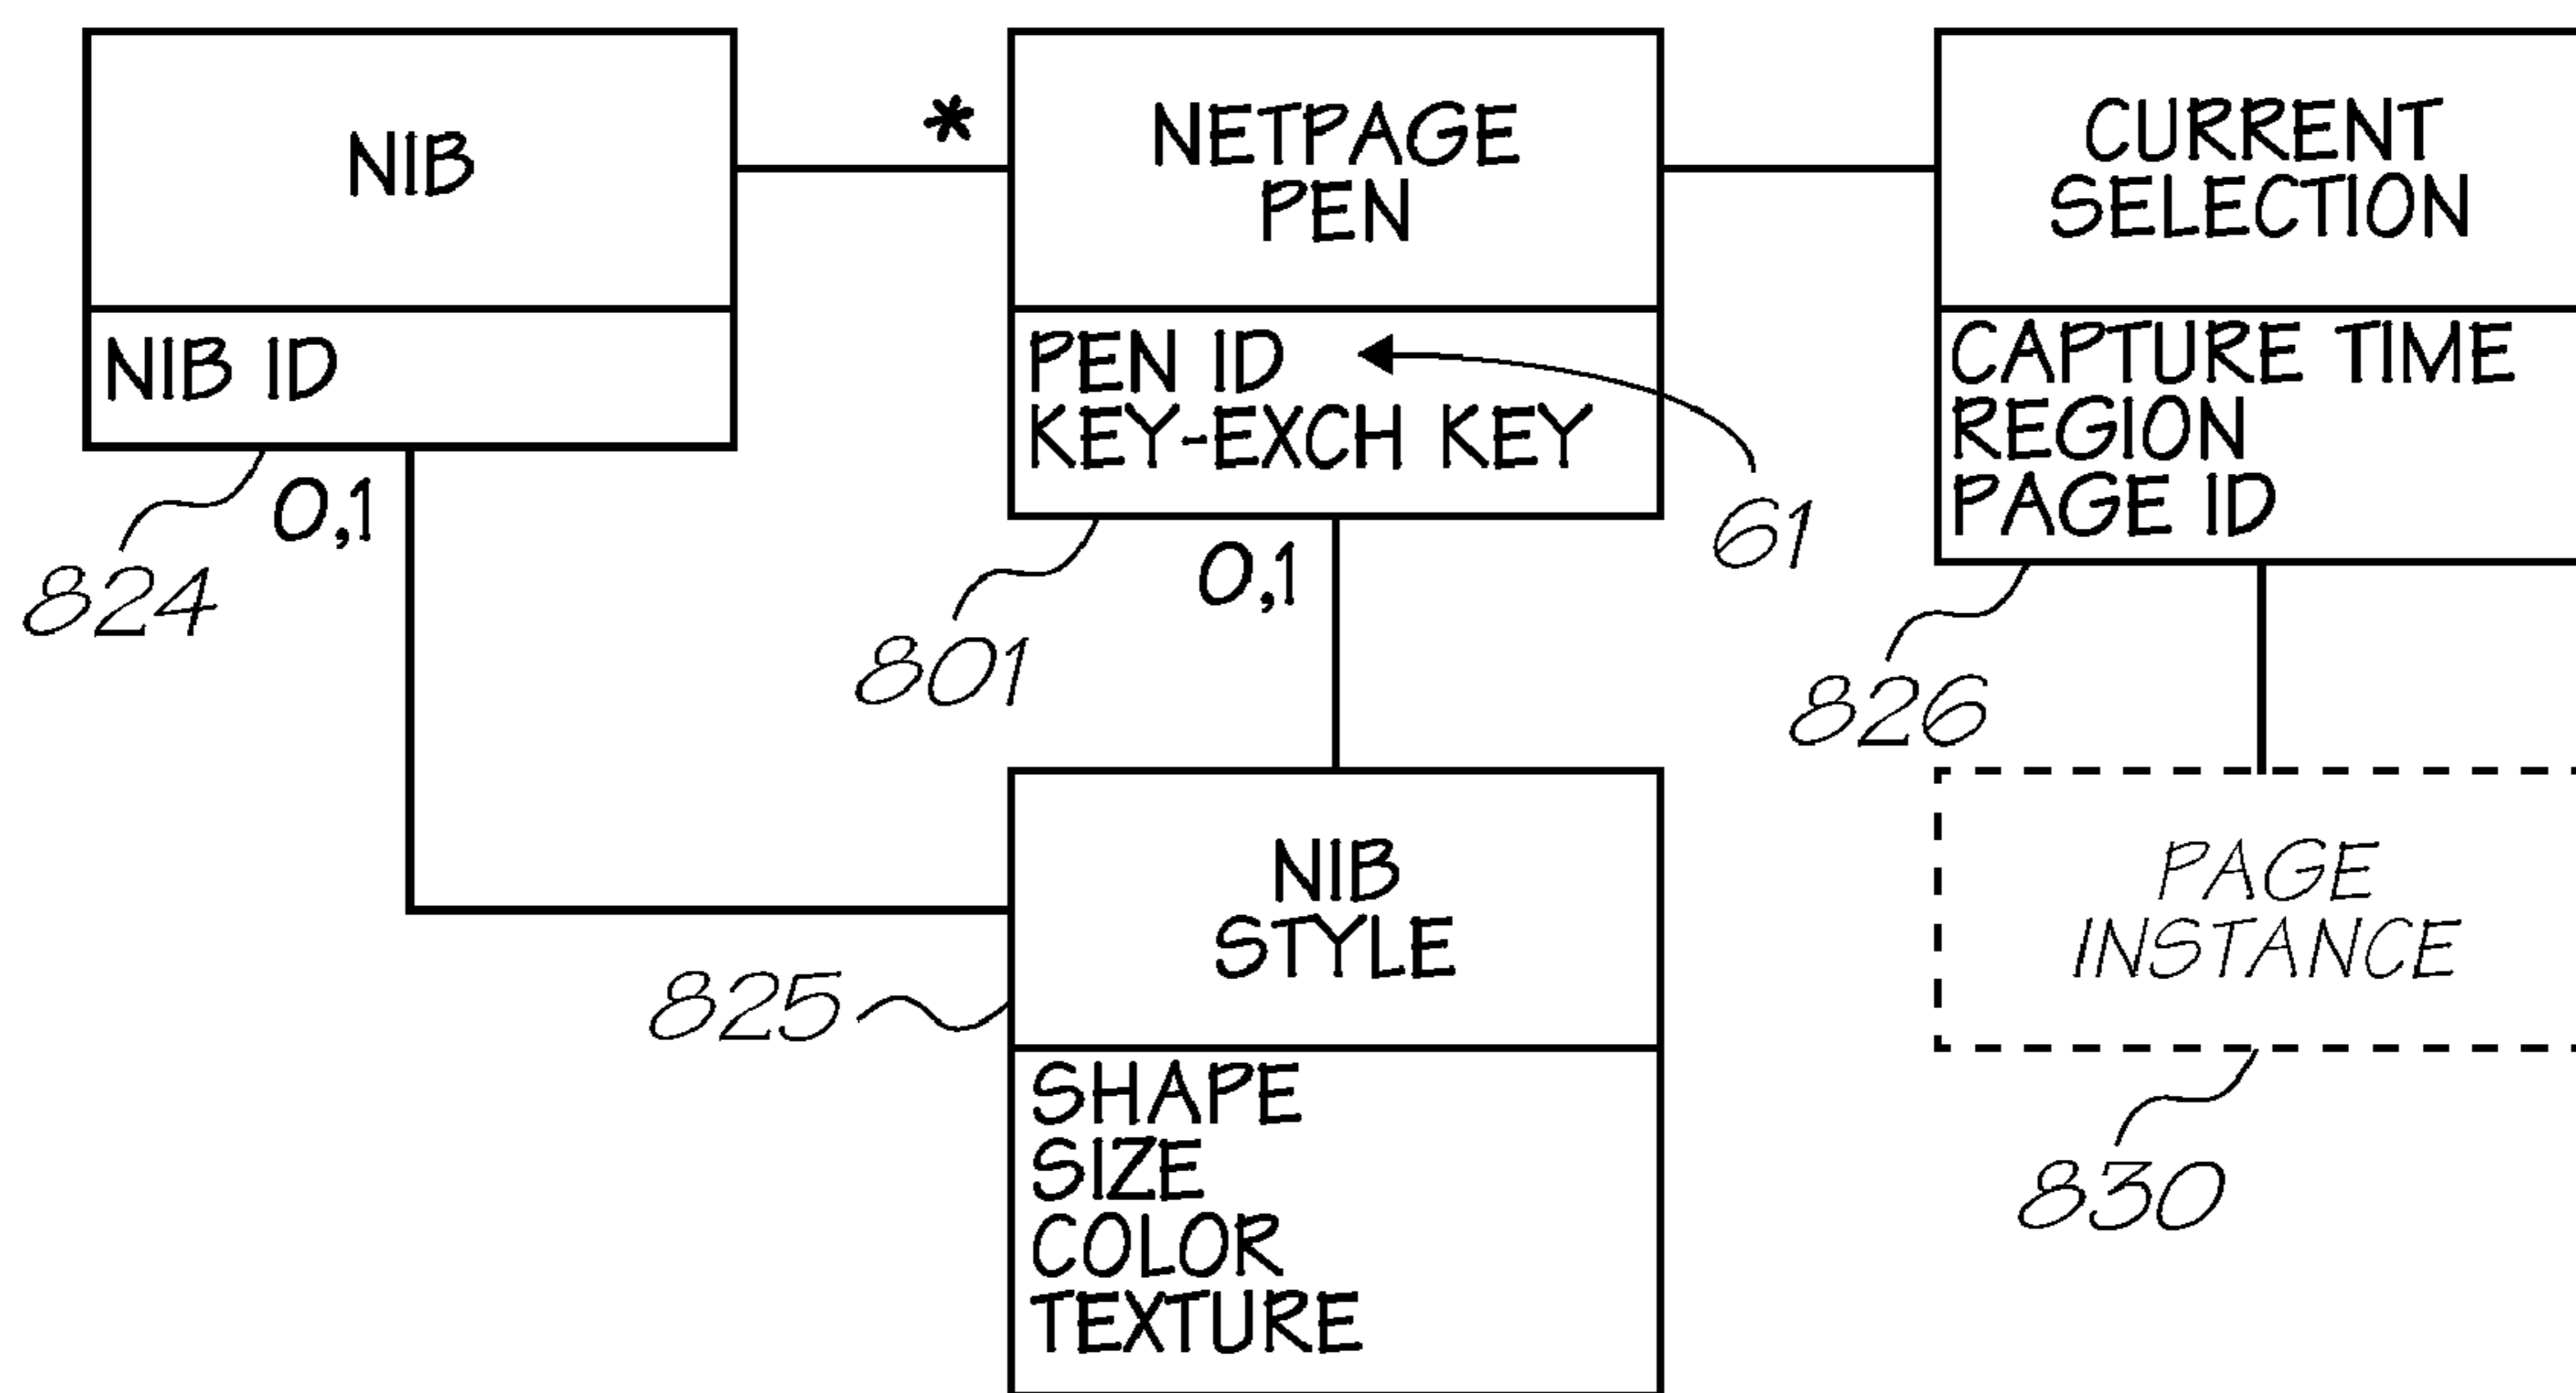 NIB
NIB ID
824
0,1
*
NETPAGE
PEN
PEN ID
KEY-EXCH KEY
61
801
0,1
CURRENT
SELECTION
CAPTURE TIME
REGION
PAGE ID
826
NIB
STYLE
825
SHAPE
SIZE
COLOR
TEXTURE
PAGE
INSTANCE
830